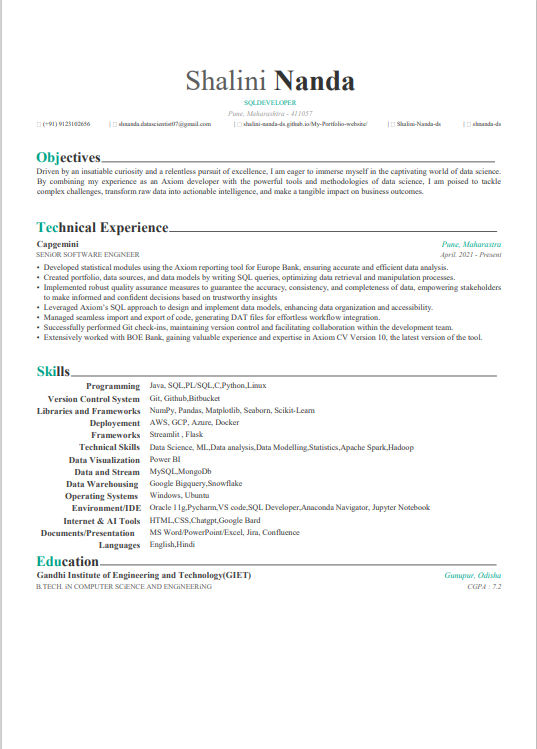 Shalini Nanda
SQLDEVELOPER
Pune, Maharashtra - 411057
(+91) 9123102656 | shnanda.datascientist07@gmail.com | shalini-nanda-ds.github.io/My-Portfolio-website/ | Shalini-Nanda-ds | shnanda-ds
Objectives
Driven by an insatiable curiosity and a relentless pursuit of excellence, I am eager to immerse myself in the captivating world of data science.
By combining my experience as an Axiom developer with the powerful tools and methodologies of data science, I am poised to tackle
complex challenges, transform raw data into actionable intelligence, and make a tangible impact on business outcomes.
Technical Experience
Capgemini Pune, Maharastra
SENiOR SOFTWARE ENGiNEER April. 2021 - Present
• Developed statistical modules using the Axiom reporting tool for Europe Bank, ensuring accurate and efficient data analysis.
• Created portfolio, data sources, and data models by writing SQL queries, optimizing data retrieval and manipulation processes.
• Implemented robust quality assurance measures to guarantee the accuracy, consistency, and completeness of data, empowering stakeholders
to make informed and confident decisions based on trustworthy insights
• Leveraged Axiom's SQL approach to design and implement data models, enhancing data organization and accessibility.
• Managed seamless import and export of code, generating DAT files for effortless workflow integration.
• Successfully performed Git check-ins, maintaining version control and facilitating collaboration within the development team.
• Extensively worked with BOE Bank, gaining valuable experience and expertise in Axiom CV Version 10, the latest version of the tool.
Skills
Programming Java, SQL,PL/SQL,C,Python,Linux
Version Control System Git, Github,Bitbucket
Libraries and Frameworks NumPy, Pandas, Matplotlib, Seaborn, Scikit-Learn
Deployement AWS, GCP, Azure, Docker
Frameworks Streamlit , Flask
Technical Skills Data Science, ML,Data analysis,Data Modelling,Statistics,Apache Spark,Hadoop
Data Visualization Power BI
Data and Stream MySQL,MongoDb
Data Warehousing Google Bigquery,Snowflake
Operating Systems Windows, Ubuntu
Environment/IDE Oracle 11g,Pycharm,VS code,SQL Developer,Anaconda Navigator, Jupyter Notebook
Internet & AI Tools HTML,CSS,Chatgpt,Google Bard
Documents/Presentation MS Word/PowerPoint/Excel, Jira, Confluence
Languages English,Hindi
Education
Gandhi Institute of Engineering and Technology(GIET) Gunupur, Odisha
B.TECH. iN COMPUTER SCiENCE AND ENGiNEERiNG CGPA : 7.2